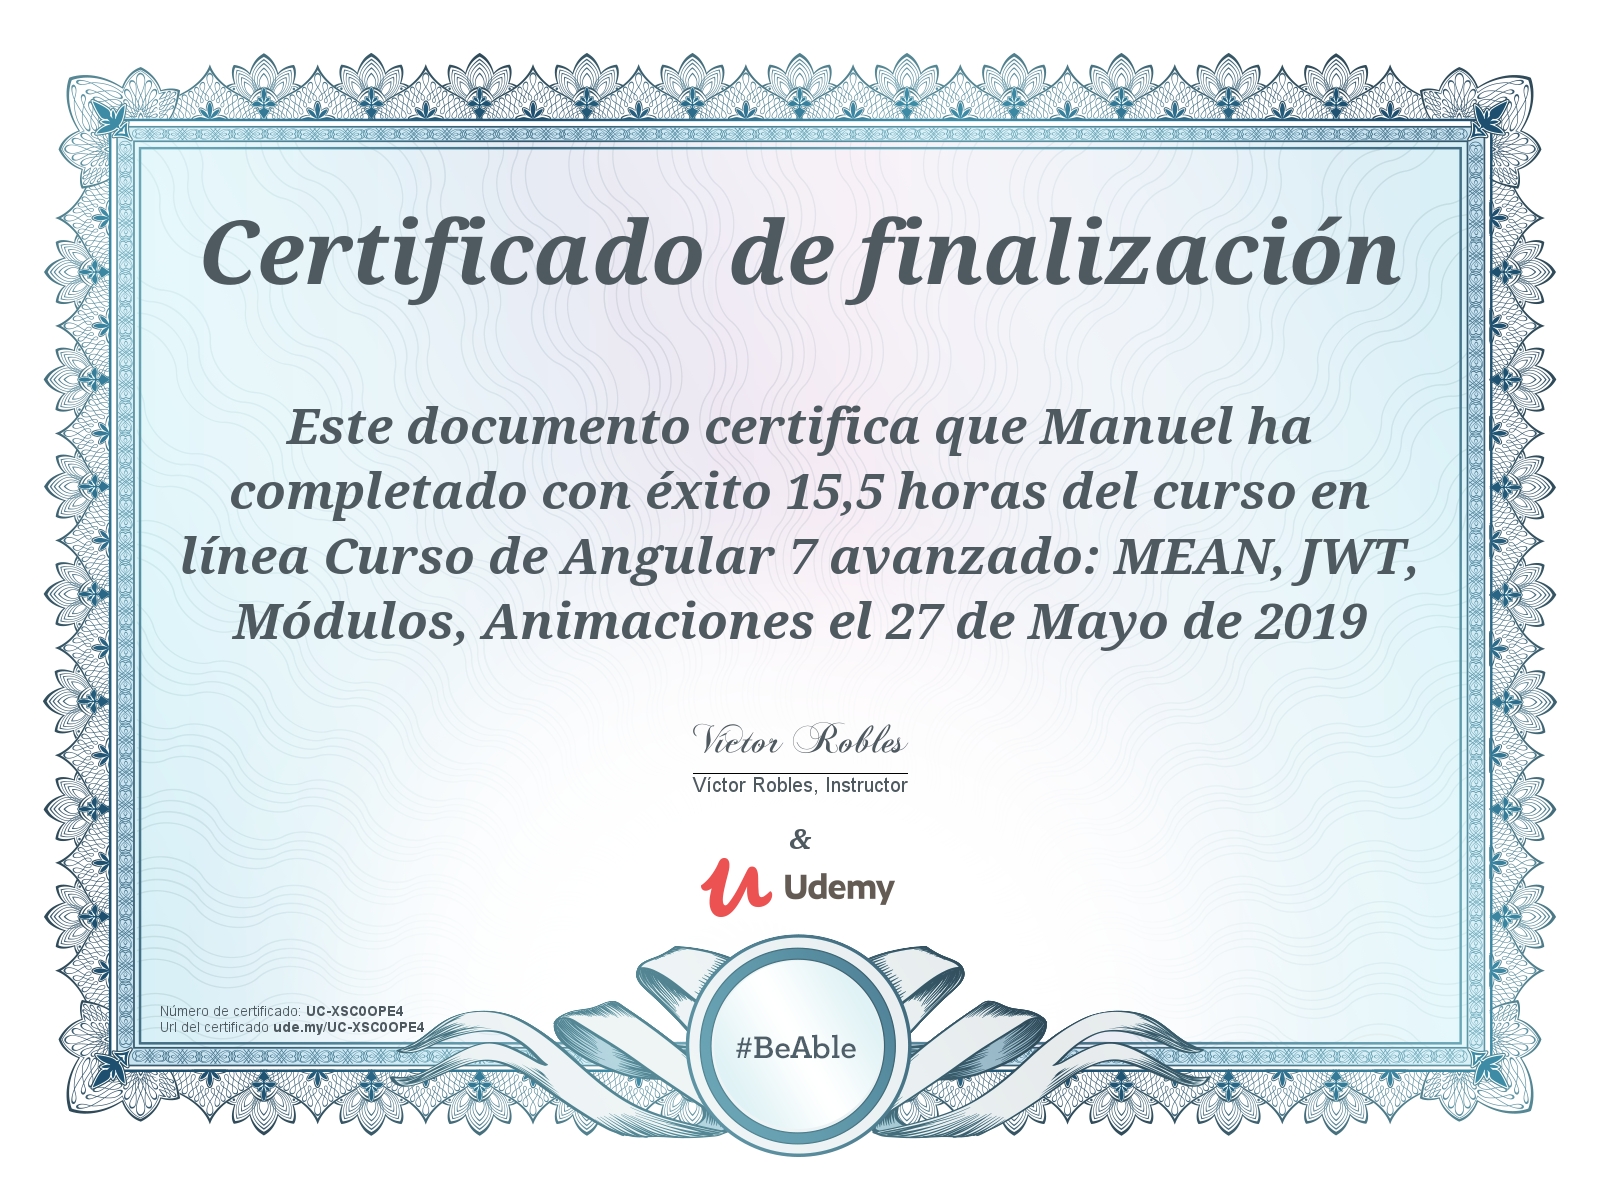 Certificado de finalización
Este documento certifica que Manuel ha
completado con éxito 15,5 horas del curso en
línea Curso de Angular 7 avanzado: MEAN, JWT,
Módulos, Animaciones el 27 de Mayo de 2019
Víctor Robles
Víctor Robles, Instructor
&
Udemy
Número de certificado: UC-XSC0OPE4
Url del certificado ude.my/UC-XSC0OPE4
#BeAble